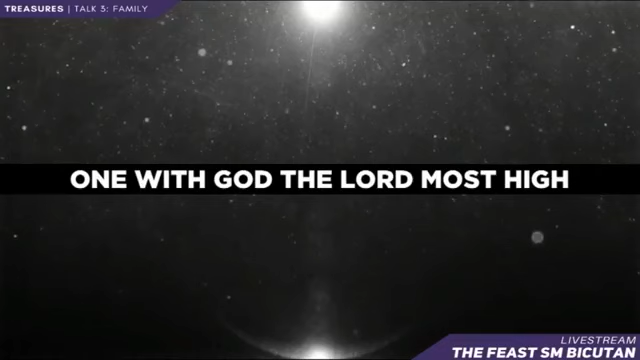 TREASURES | TALK 3: FAMILY
ONE WITH GOD THE LORD MOST HIGH
LIVESTREAM
THE FEAST SM BICUTAN